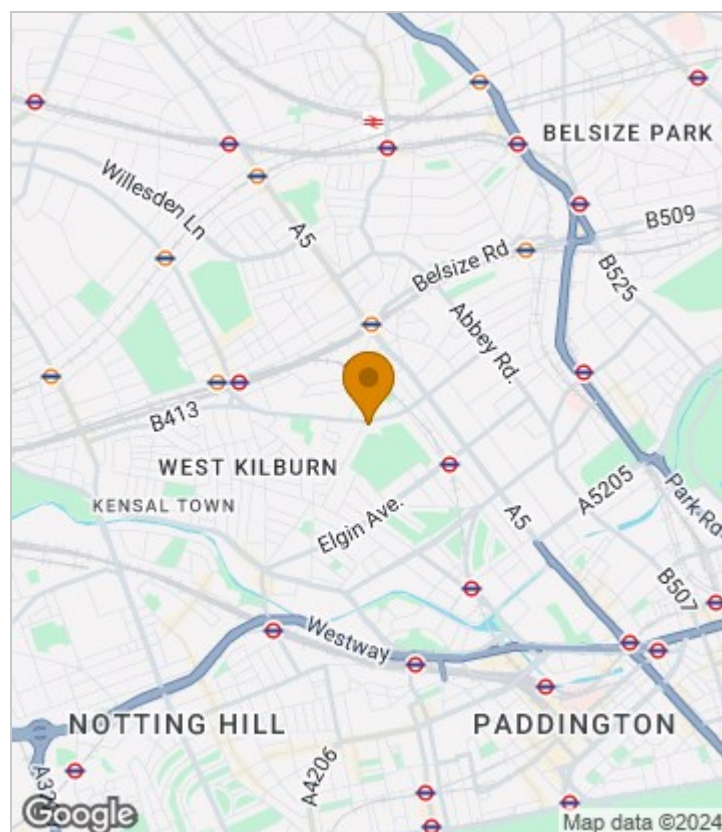 BELSIZE PARK
Willesden Ln
A5
B509
Belsize Rd
B525
Abbey Rd.
B413
WEST KILBURN
KENSAL TOWN
Elgin Ave.
A5
A5205
Park Rd.
B507
Westway
NOTTING HILL
PADDINGTON
A4206
Google
Map data ©2024